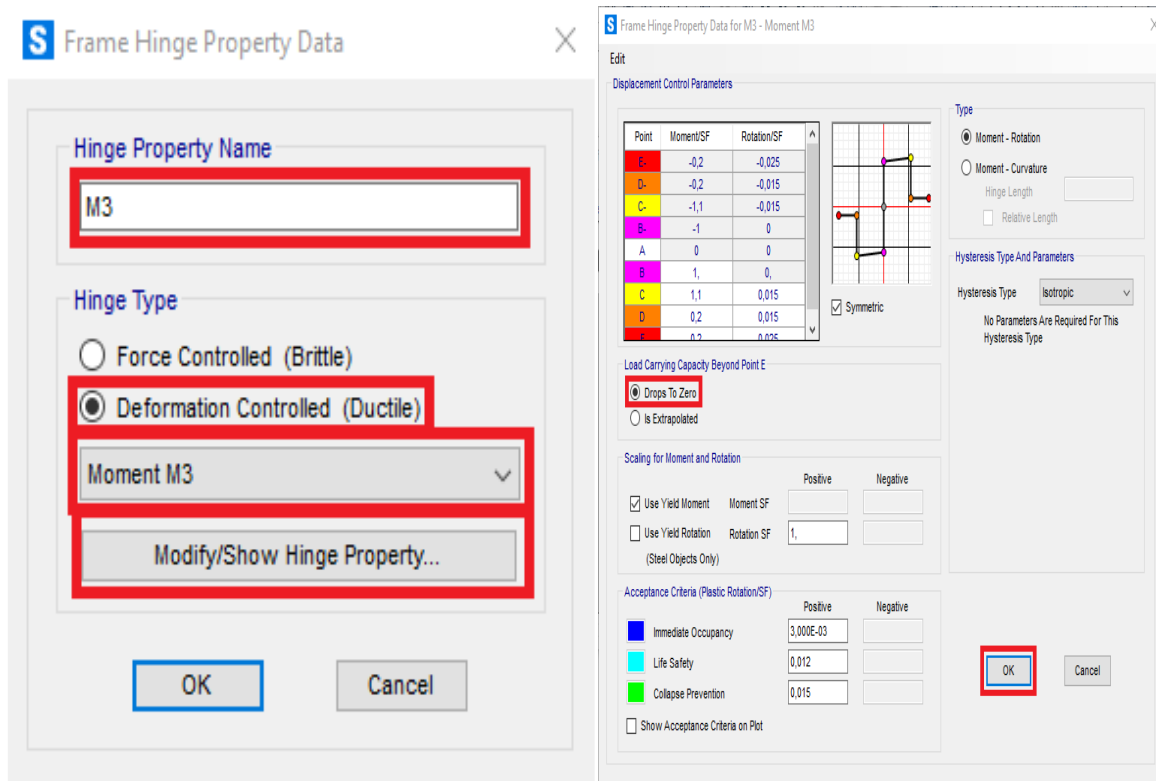 S Frame Hinge Property Data
Hinge Property Name
M3
Hinge Type
Force Controlled (Brittle)
Deformation Controlled (Ductile)
Moment M3
Modify/Show Hinge Property...
OK Cancel
S Frame Hinge Property Data for M3 - Moment M3
Edit
Displacement Control Parameters
Point Moment/SF Rotation/SF
E- -0,2 -0,025
D- -0,2 -0,015
C- -1,1 -0,015
B- -1 0
A 0 0
B 1, 0,
C 1,1 0,015
D 0,2 0,015
E 0,2 0,025
Symmetric
Load Carrying Capacity Beyond Point E
Drops To Zero
Is Extrapolated
Scaling for Moment and Rotation
Positive Negative
Use Yield Moment Moment SF
Use Yield Rotation Rotation SF 1,
(Steel Objects Only)
Acceptance Criteria (Plastic Rotation/SF)
Positive Negative
Immediate Occupancy 3,000E-03
Life Safety 0,012
Collapse Prevention 0,015
Show Acceptance Criteria on Plot
Type
Moment - Rotation
Moment - Curvature
Hinge Length
Relative Length
Hysteresis Type And Parameters
Hysteresis Type Isotropic
No Parameters Are Required For This
Hysteresis Type
OK Cancel